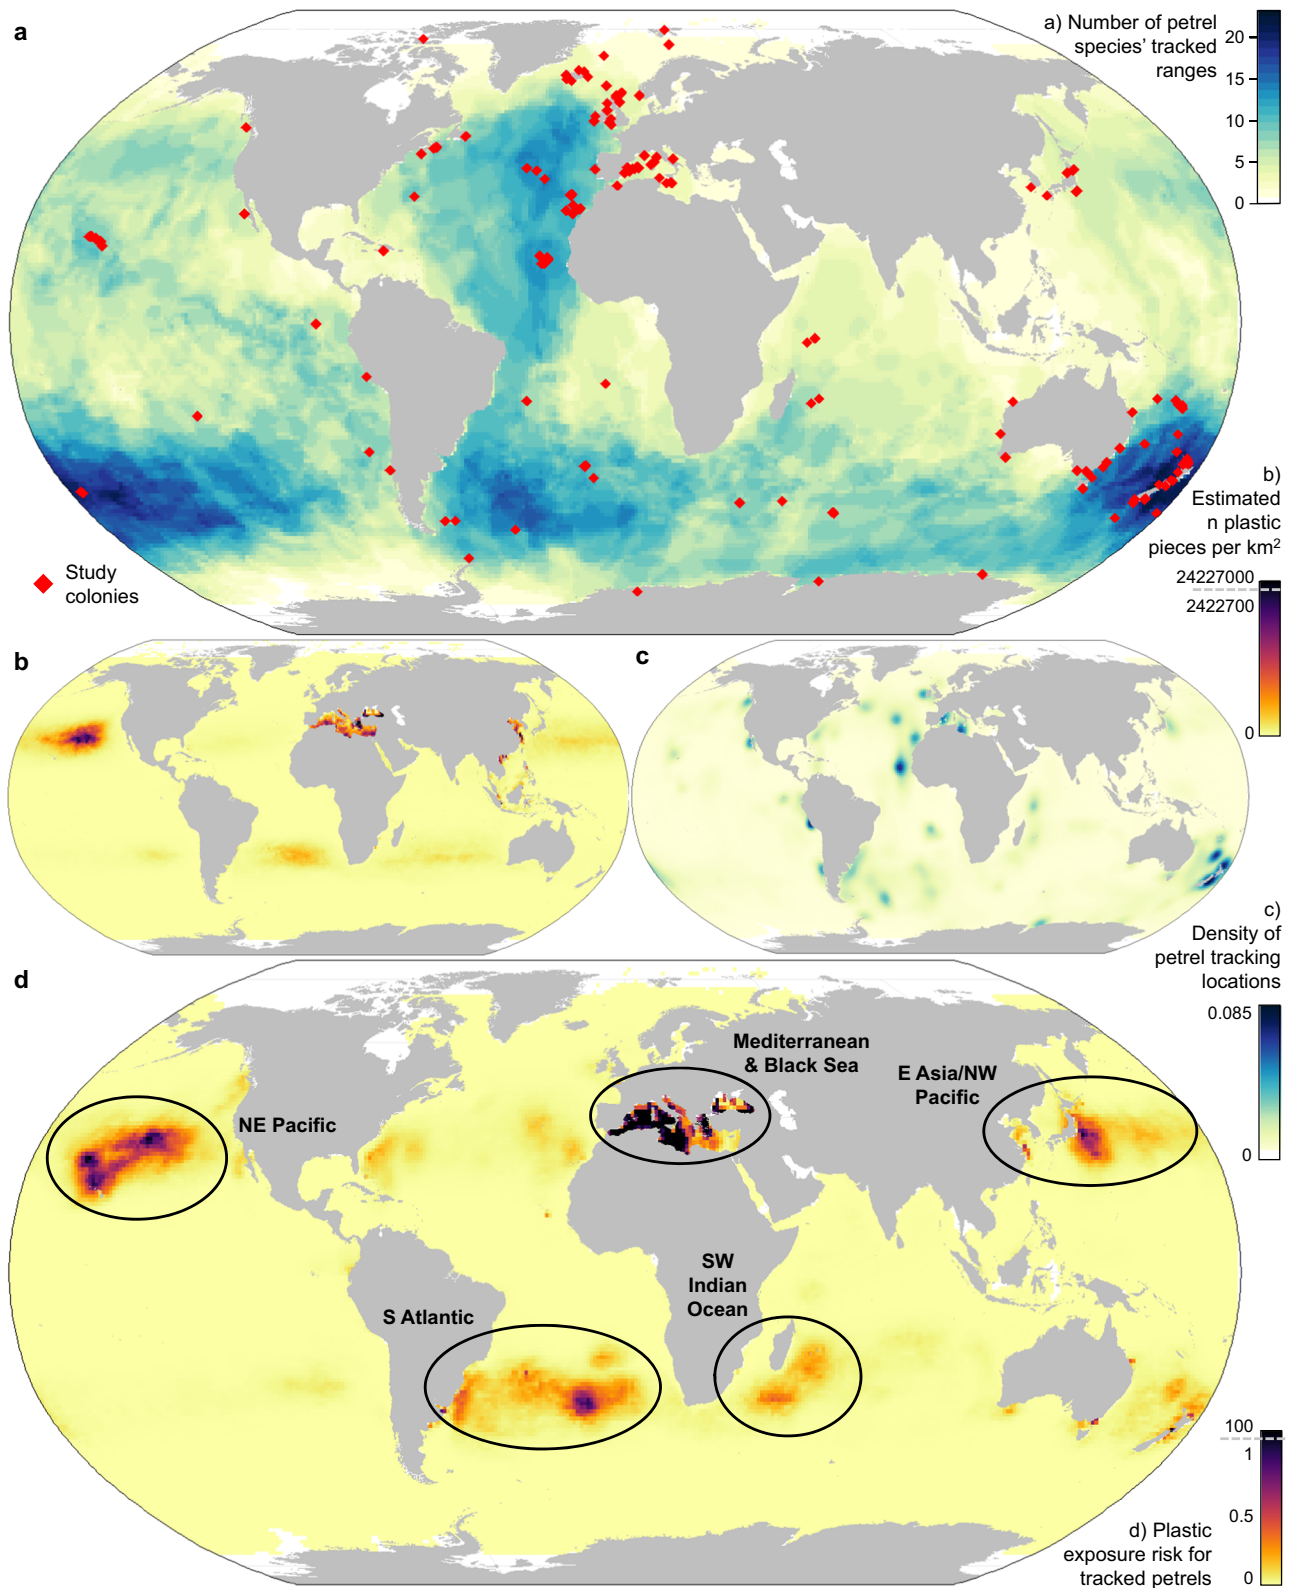 a
a) Number of petrel
species' tracked
ranges
20
15
10
5
0
Study
colonies
b)
Estimated
n plastic
pieces per km²
24227000
2422700
0
b
c
c)
Density of
petrel tracking
locations
0.085
0
d
Mediterranean
& Black Sea
E Asia/NW
Pacific
NE Pacific
SW
Indian
Ocean
S Atlantic
100
1
0.5
0
d) Plastic
exposure risk for
tracked petrels